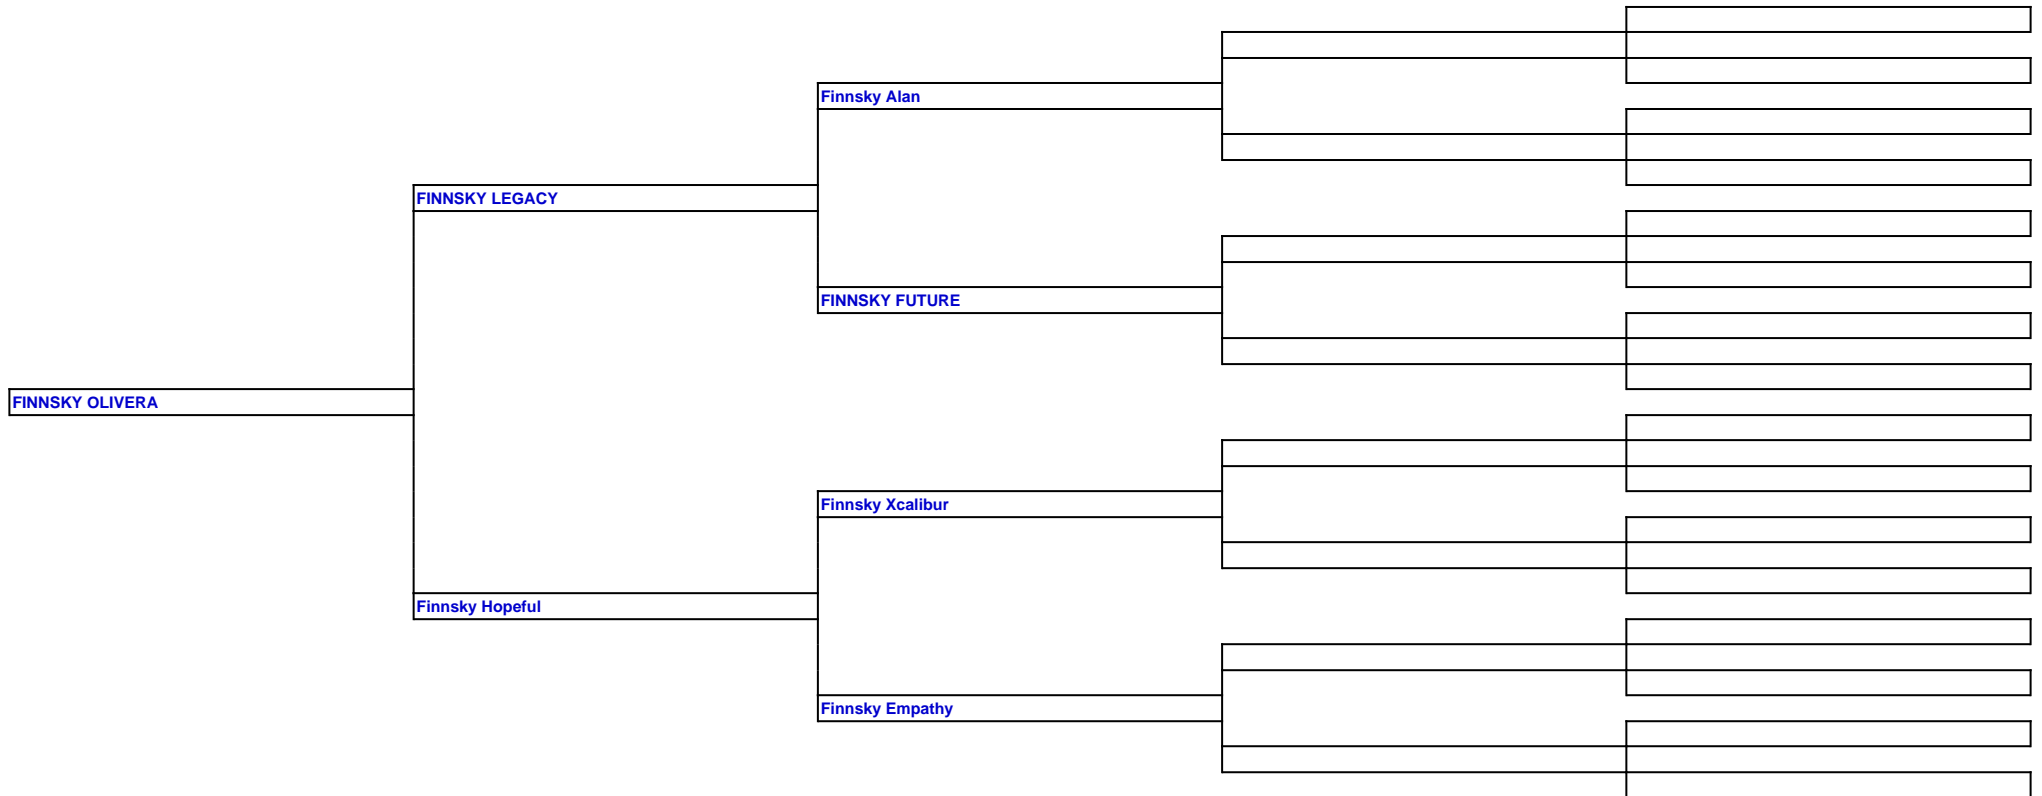 Finnsky Alan
FINNSKY LEGACY
FINNSKY FUTURE
FINNSKY OLIVERA
Finnsky Xcalibur
Finnsky Hopeful
Finnsky Empathy